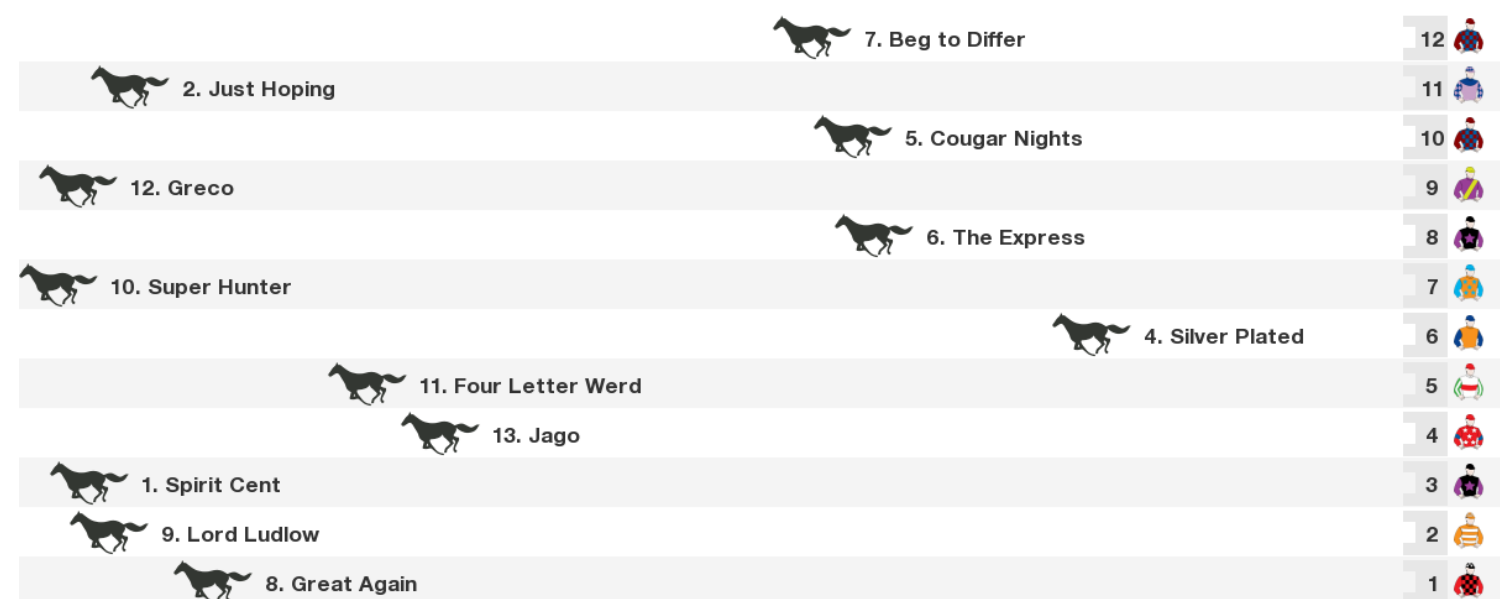 7. Beg to Differ 12
2. Just Hoping 11
5. Cougar Nights 10
12. Greco 9
6. The Express 8
10. Super Hunter 7
4. Silver Plated 6
11. Four Letter Werd 5
13. Jago 4
1. Spirit Cent 3
9. Lord Ludlow 2
8. Great Again 1